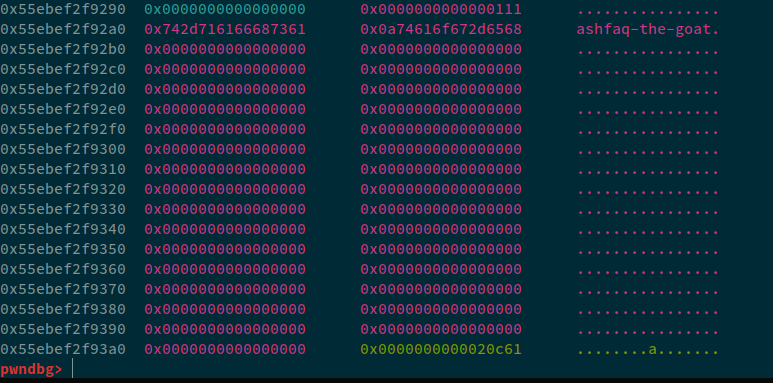 0x55ebef2f9290 0x0000000000000000 0x0000000000000111 ................
0x55ebef2f92a0 0x742d716166687361 0x0a74616f672d6568 ashfaq-the-goat.
0x55ebef2f92b0 0x0000000000000000 0x0000000000000000 ................
0x55ebef2f92c0 0x0000000000000000 0x0000000000000000 ................
0x55ebef2f92d0 0x0000000000000000 0x0000000000000000 ................
0x55ebef2f92e0 0x0000000000000000 0x0000000000000000 ................
0x55ebef2f92f0 0x0000000000000000 0x0000000000000000 ................
0x55ebef2f9300 0x0000000000000000 0x0000000000000000 ................
0x55ebef2f9310 0x0000000000000000 0x0000000000000000 ................
0x55ebef2f9320 0x0000000000000000 0x0000000000000000 ................
0x55ebef2f9330 0x0000000000000000 0x0000000000000000 ................
0x55ebef2f9340 0x0000000000000000 0x0000000000000000 ................
0x55ebef2f9350 0x0000000000000000 0x0000000000000000 ................
0x55ebef2f9360 0x0000000000000000 0x0000000000000000 ................
0x55ebef2f9370 0x0000000000000000 0x0000000000000000 ................
0x55ebef2f9380 0x0000000000000000 0x0000000000000000 ................
0x55ebef2f9390 0x0000000000000000 0x0000000000000000 ................
0x55ebef2f93a0 0x0000000000000000 0x0000000000020c61 ........a.......
pwndbg>